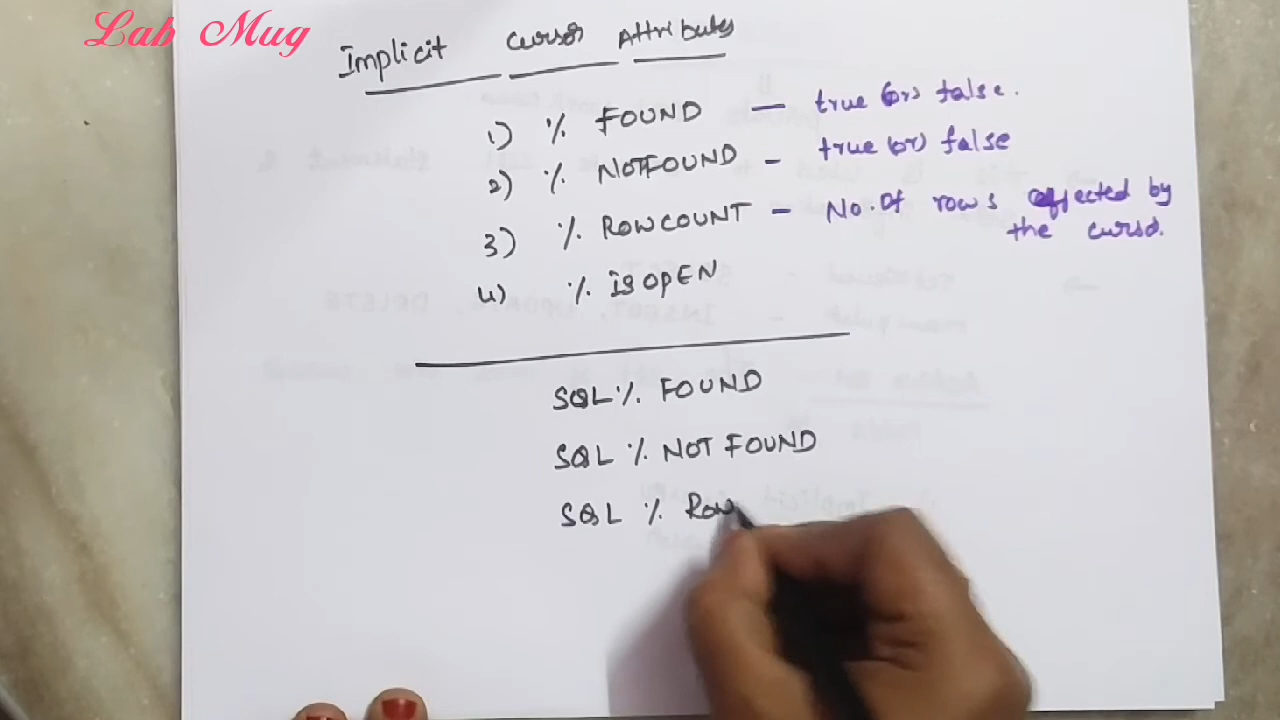 Lab Mug
Implicit Cursor Attributes
1) % FOUND — true (or) false.
2) % NOTFOUND - true (or) false
3) % ROWCOUNT - No. of rows affected by
the cursor.
4) % ISOPEN
SQL % FOUND
SQL % NOT FOUND
SQL % Row